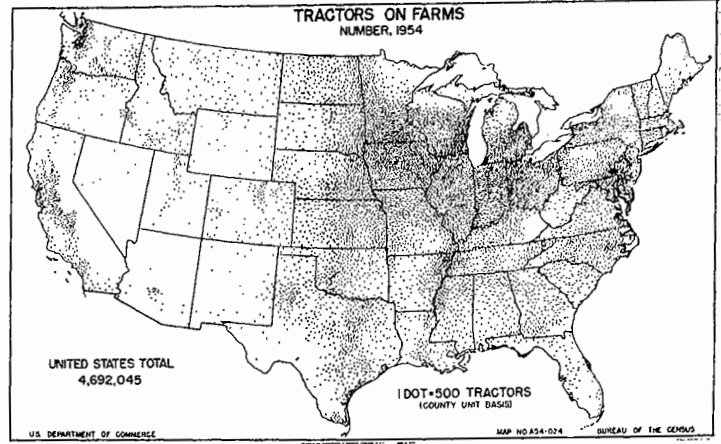 TRACTORS ON FARMS
NUMBER, 1954
UNITED STATES TOTAL
4,692,045
1 DOT=500 TRACTORS
(COUNTY UNIT BASIS)
U.S. DEPARTMENT OF COMMERCE
MAP NO A54-024
BUREAU OF THE CENSUS